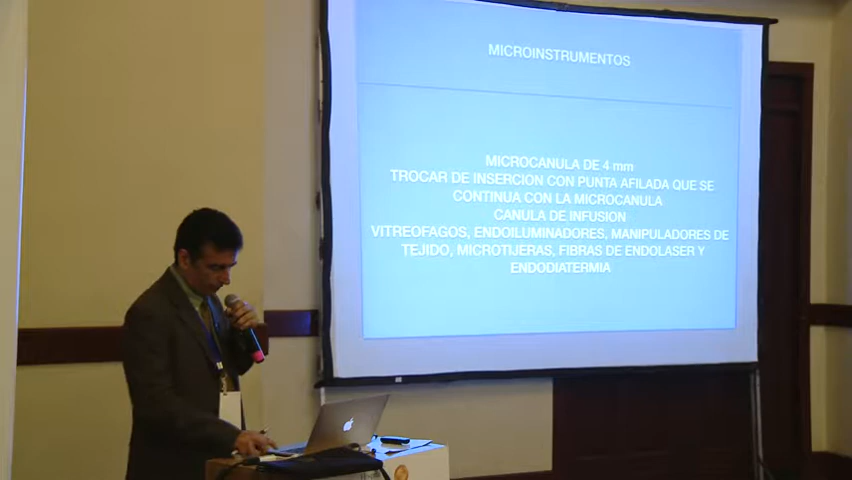 MICROINSTRUMENTOS
MICROCANULA DE 4 mm
TROCAR DE INSERCION CON PUNTA AFILADA QUE SE
CONTINUA CON LA MICROCANULA
CANULA DE INFUSION
VITREOFAGOS, ENDOILUMINADORES, MANIPULADORES DE
TEJIDO, MICROTIJERAS, FIBRAS DE ENDOLASER Y
ENDODIATERMIA